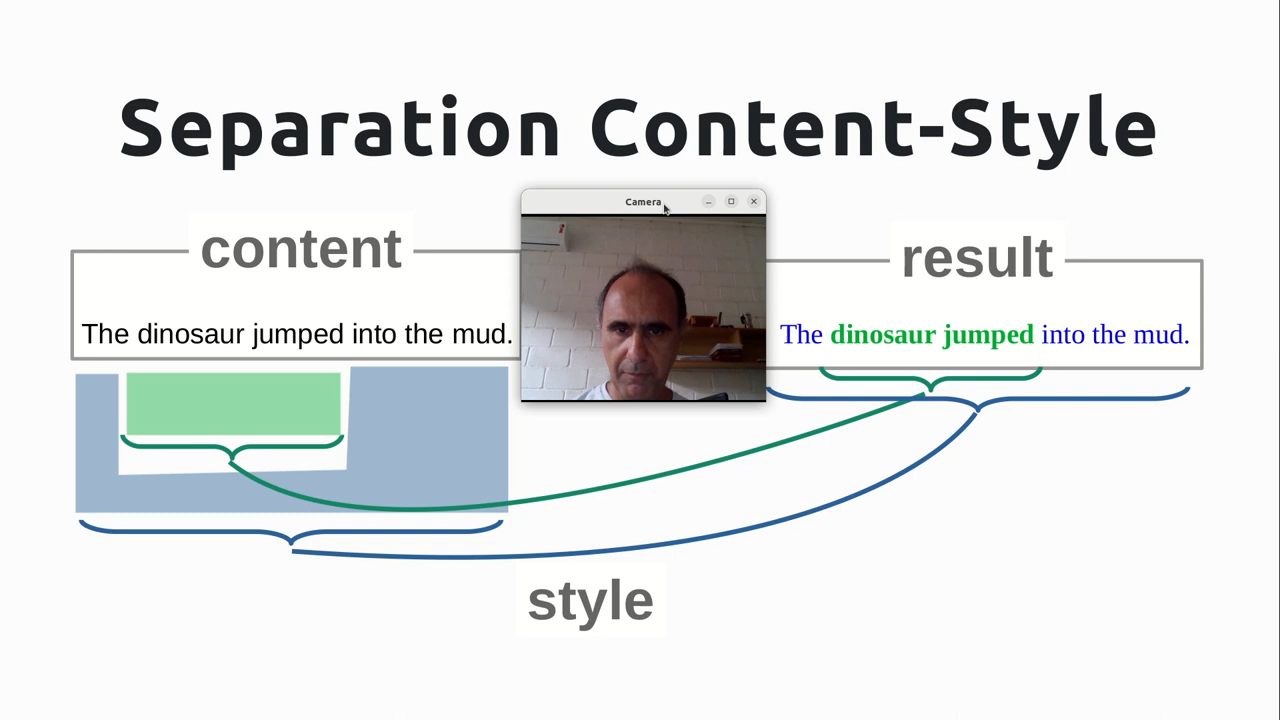 Separation Content-Style
Camera
content
result
The dinosaur jumped into the mud.
The dinosaur jumped into the mud.
style